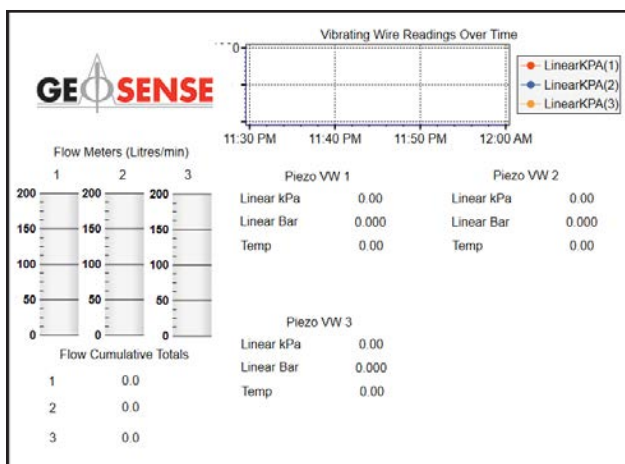 Vibrating Wire Readings Over Time
0
GEOSENSE
LinearKPA(1)
LinearKPA(2)
LinearKPA(3)
11:30 PM 11:40 PM 11:50 PM 12:00 AM
Flow Meters (Litres/min)
1 2 3
200 200 200
150 150 150
100 100 100
50 50 50
0 0 0
Flow Cumulative Totals
1 0.0
2 0.0
3 0.0
Piezo VW 1
Linear kPa 0.00
Linear Bar 0.000
Temp 0.00
Piezo VW 2
Linear kPa 0.00
Linear Bar 0.000
Temp 0.00
Piezo VW 3
Linear kPa 0.00
Linear Bar 0.000
Temp 0.00